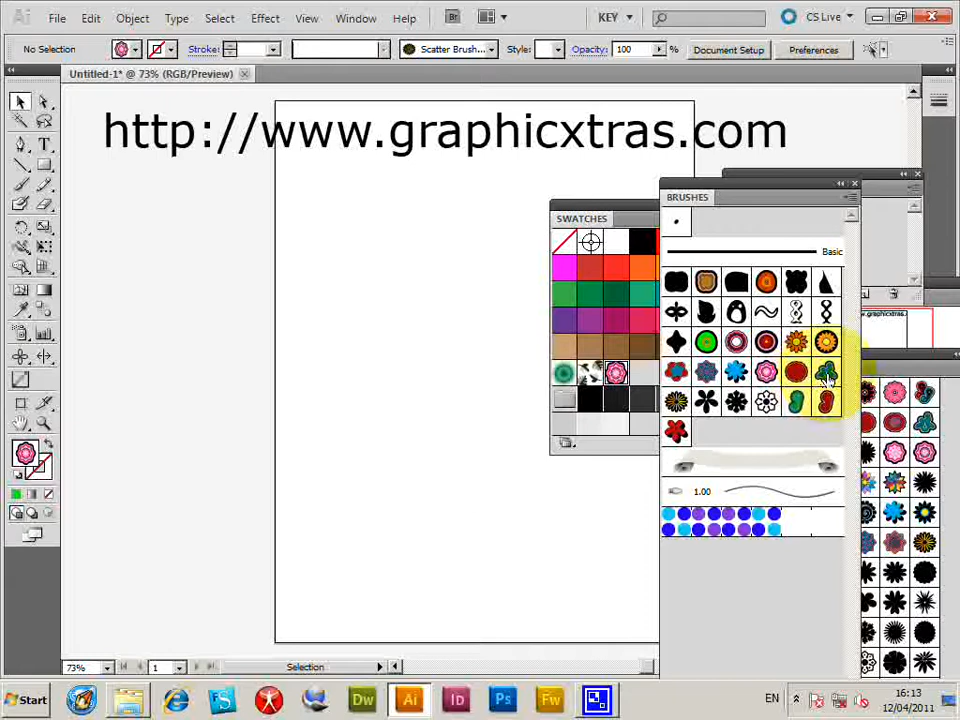 Ai File Edit Object Type Select Effect View Window Help Br KEY CS Live
No Selection Stroke: Scatter Brush... Style: Opacity: 100 % Document Setup Preferences
Untitled-1* @ 73% (RGB/Preview)
http://www.graphicxtras.com
SWATCHES
BRUSHES
Basic
1.00
73% 1 Selection
Start Dw Ai Id Ps Fw EN 16:13
12/04/2011